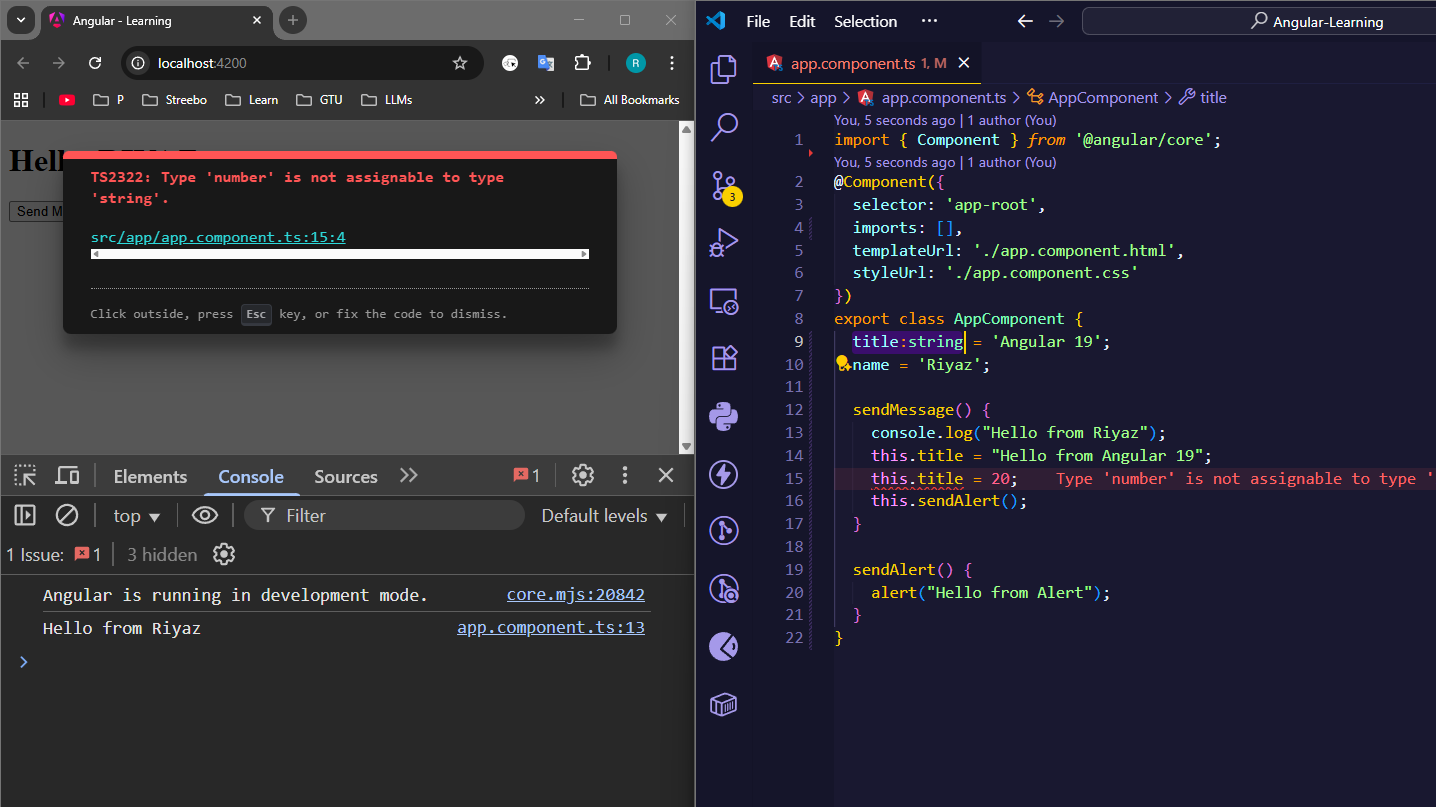 Angular - Learning
localhost:4200
R
P
Streebo
Learn
GTU
LLMs
»
All Bookmarks
TS2322: Type 'number' is not assignable to type
'string'.
src/app/app.component.ts:15:4
Click outside, press Esc key, or fix the code to dismiss.
Send M
Elements
Console
Sources
1
top
Filter
Default levels
1 Issue: 1
3 hidden
Angular is running in development mode. core.mjs:20842
Hello from Riyaz app.component.ts:13
>
File
Edit
Selection
···
Angular-Learning
app.component.ts 1, M
src > app > app.component.ts > AppComponent > title
You, 5 seconds ago | 1 author (You)
1 import { Component } from '@angular/core';
You, 5 seconds ago | 1 author (You)
2 @Component({
3 selector: 'app-root',
4 imports: [],
5 templateUrl: './app.component.html',
6 styleUrl: './app.component.css'
7 })
8 export class AppComponent {
9 title:string = 'Angular 19';
10 name = 'Riyaz';
11
12 sendMessage() {
13 console.log("Hello from Riyaz");
14 this.title = "Hello from Angular 19";
15 this.title = 20; Type 'number' is not assignable to type '
16 this.sendAlert();
17 }
18
19 sendAlert() {
20 alert("Hello from Alert");
21 }
22 }
3